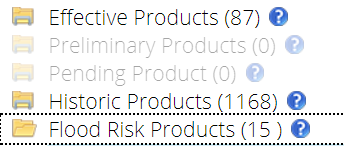 Effective Products (87) ?
Preliminary Products (0) ?
Pending Product (0) ?
Historic Products (1168) ?
Flood Risk Products (15 ) ?